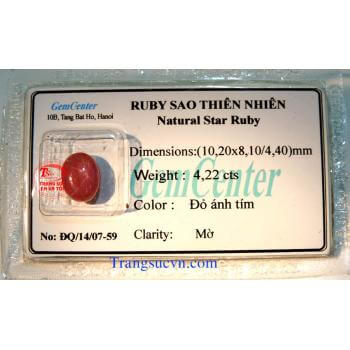 GemCenter
10B, Tang Bat Ho, Hanoi
RUBY SAO THIÊN NHIÊN
Natural Star Ruby
Dimensions:(10,20x8,10/4,40)mm
Weight : 4,22 cts
GemCenter
Color : Đỏ ánh tím
No: ĐQ/14/07-59
Clarity: Mờ
Trangsucvn.com